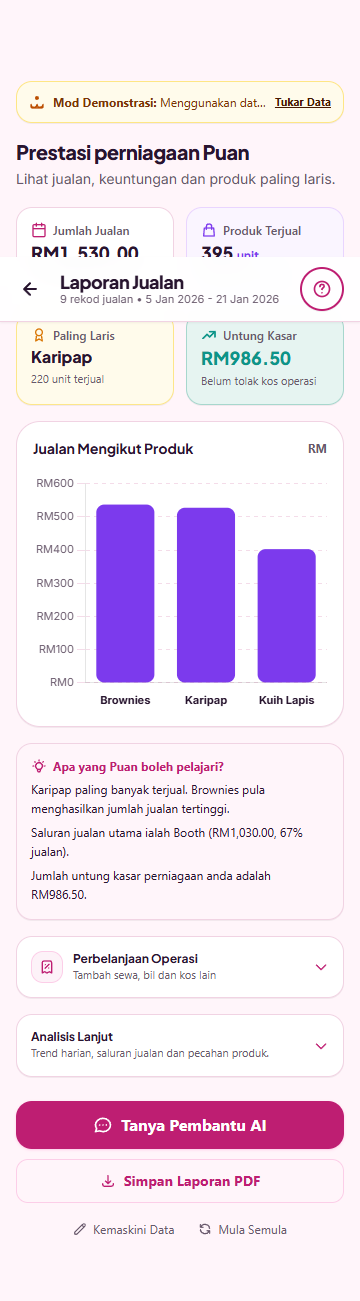 Mod Demonstrasi: Menggunakan dat... Tukar Data
Prestasi perniagaan Puan
Lihat jualan, keuntungan dan produk paling laris.
Jumlah Jualan
RM1,530.00
Produk Terjual
395 unit
Laporan Jualan
9 rekod jualan • 5 Jan 2026 - 21 Jan 2026
Paling Laris
Karipap
220 unit terjual
Untung Kasar
RM986.50
Belum tolak kos operasi
Jualan Mengikut Produk
RM
RM600
RM500
RM400
RM300
RM200
RM100
RM0
Brownies Karipap Kuih Lapis
Apa yang Puan boleh pelajari?
Karipap paling banyak terjual. Brownies pula
menghasilkan jumlah jualan tertinggi.
Saluran jualan utama ialah Booth (RM1,030.00, 67%
jualan).
Jumlah untung kasar perniagaan anda adalah
RM986.50.
Perbelanjaan Operasi
Tambah sewa, bil dan kos lain
Analisis Lanjut
Trend harian, saluran jualan dan pecahan produk.
Tanya Pembantu AI
Simpan Laporan PDF
Kemaskini Data Mula Semula